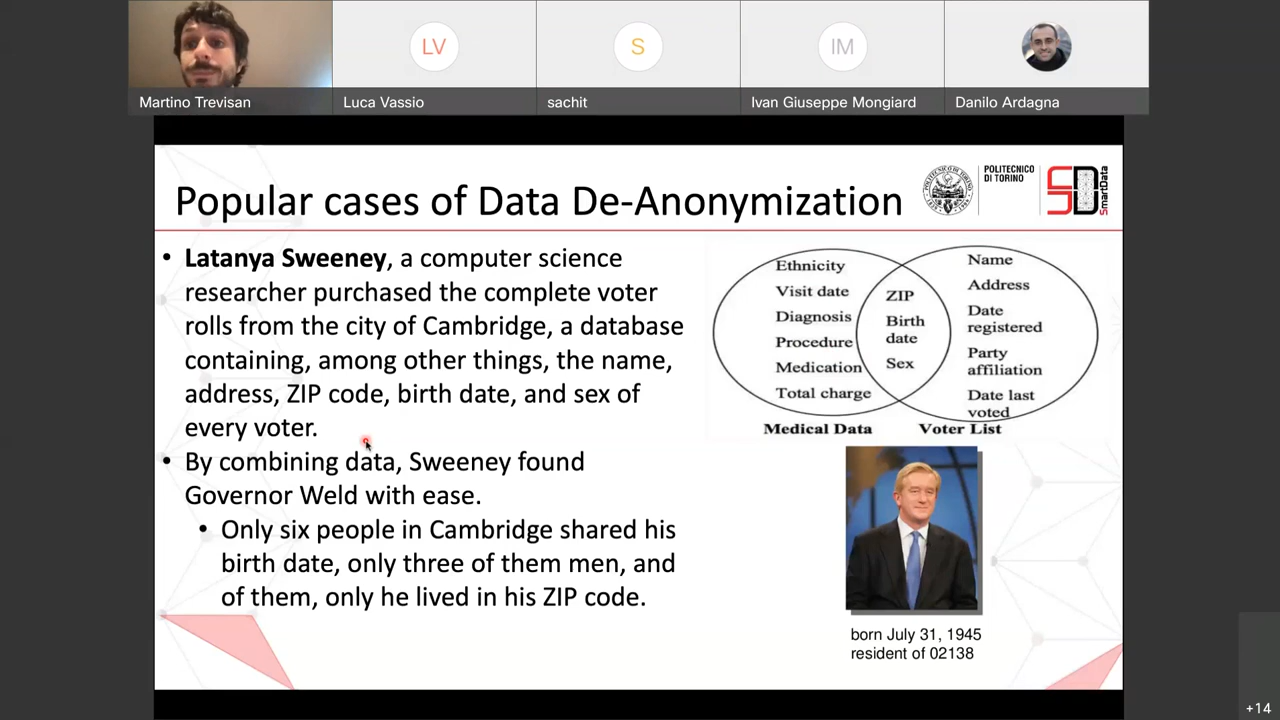 LV
S
IM
Martino Trevisan
Luca Vassio
sachit
Ivan Giuseppe Mongiard
Danilo Ardagna
Popular cases of Data De-Anonymization
POLITECNICO
DI TORINO
SmartData
• Latanya Sweeney, a computer science
researcher purchased the complete voter
rolls from the city of Cambridge, a database
containing, among other things, the name,
address, ZIP code, birth date, and sex of
every voter.
• By combining data, Sweeney found
Governor Weld with ease.
• Only six people in Cambridge shared his
birth date, only three of them men, and
of them, only he lived in his ZIP code.
Ethnicity
Visit date
Diagnosis
Procedure
Medication
Total charge
ZIP
Birth
date
Sex
Name
Address
Date
registered
Party
affiliation
Date last
voted
Medical Data
Voter List
born July 31, 1945
resident of 02138
+14